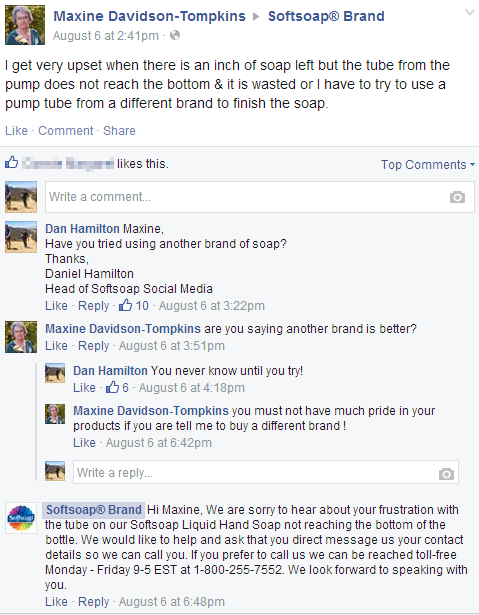 Maxine Davidson-Tompkins ▸ Softsoap® Brand
August 6 at 2:41pm ·
I get very upset when there is an inch of soap left but the tube from the
pump does not reach the bottom & it is wasted or I have to try to use a
pump tube from a different brand to finish the soap.
Like · Comment · Share
likes this.
Top Comments
Write a comment...
Dan Hamilton Maxine,
Have you tried using another brand of soap?
Thanks,
Daniel Hamilton
Head of Softsoap Social Media
Like · Reply · 10 · August 6 at 3:22pm
Maxine Davidson-Tompkins are you saying another brand is better?
Like · Reply · August 6 at 3:51pm
Dan Hamilton You never know until you try!
Like · 6 · August 6 at 4:18pm
Maxine Davidson-Tompkins you must not have much pride in your
products if you are tell me to buy a different brand !
Like · August 6 at 6:42pm
Write a reply...
Softsoap
Softsoap® Brand Hi Maxine, We are sorry to hear about your frustration with
the tube on our Softsoap Liquid Hand Soap not reaching the bottom of the
bottle. We would like to help and ask that you direct message us your contact
details so we can call you. If you prefer to call us we can be reached toll-free
Monday - Friday 9-5 EST at 1-800-255-7552. We look forward to speaking with
you.
Like · Reply · August 6 at 6:48pm